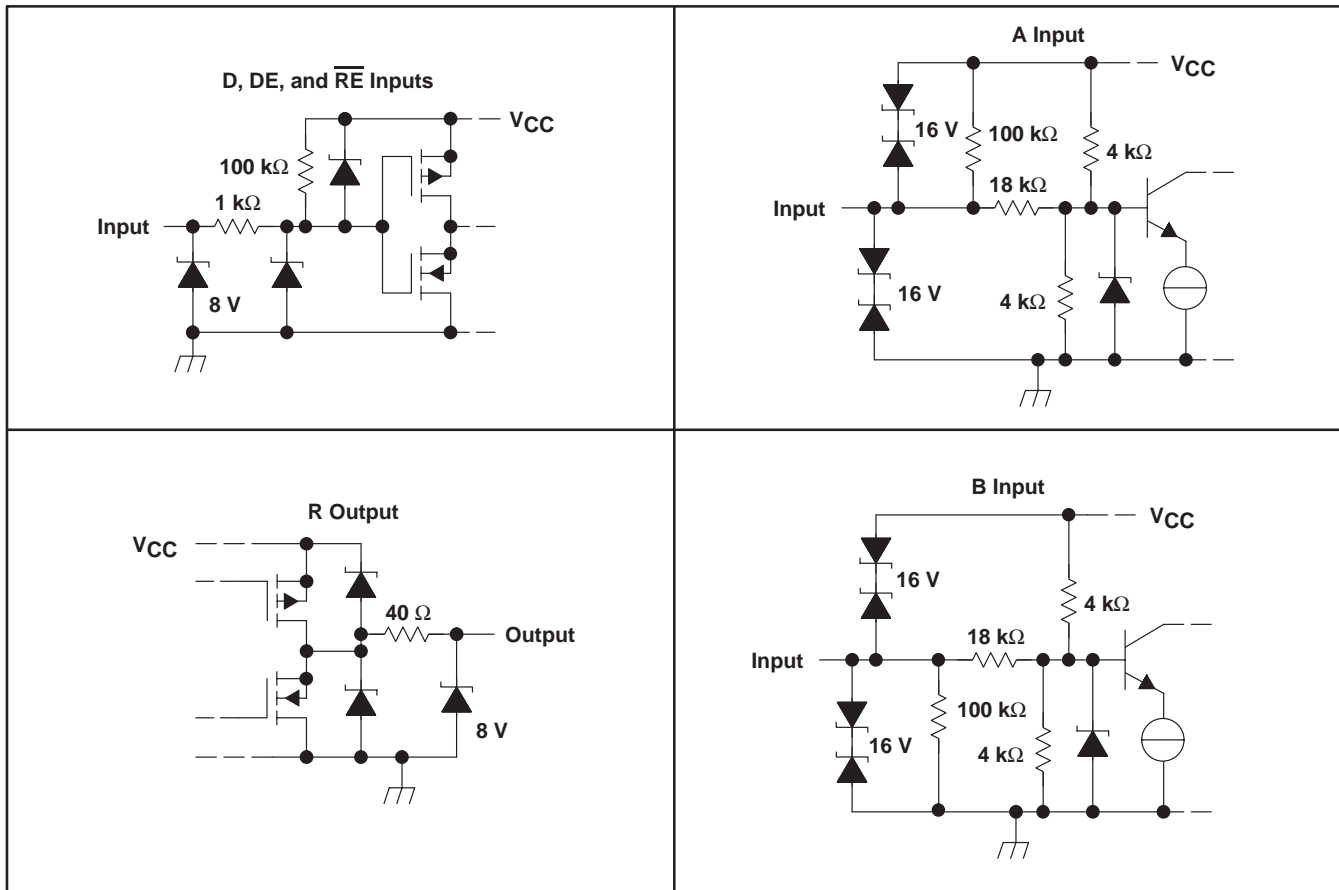 D, DE, and R̅E̅ Inputs
VCC
100 kΩ
1 kΩ
Input
8 V
A Input
VCC
16 V
100 kΩ
4 kΩ
18 kΩ
Input
16 V
4 kΩ
R Output
VCC
40 Ω
Output
8 V
B Input
VCC
16 V
4 kΩ
18 kΩ
Input
100 kΩ
16 V
4 kΩ